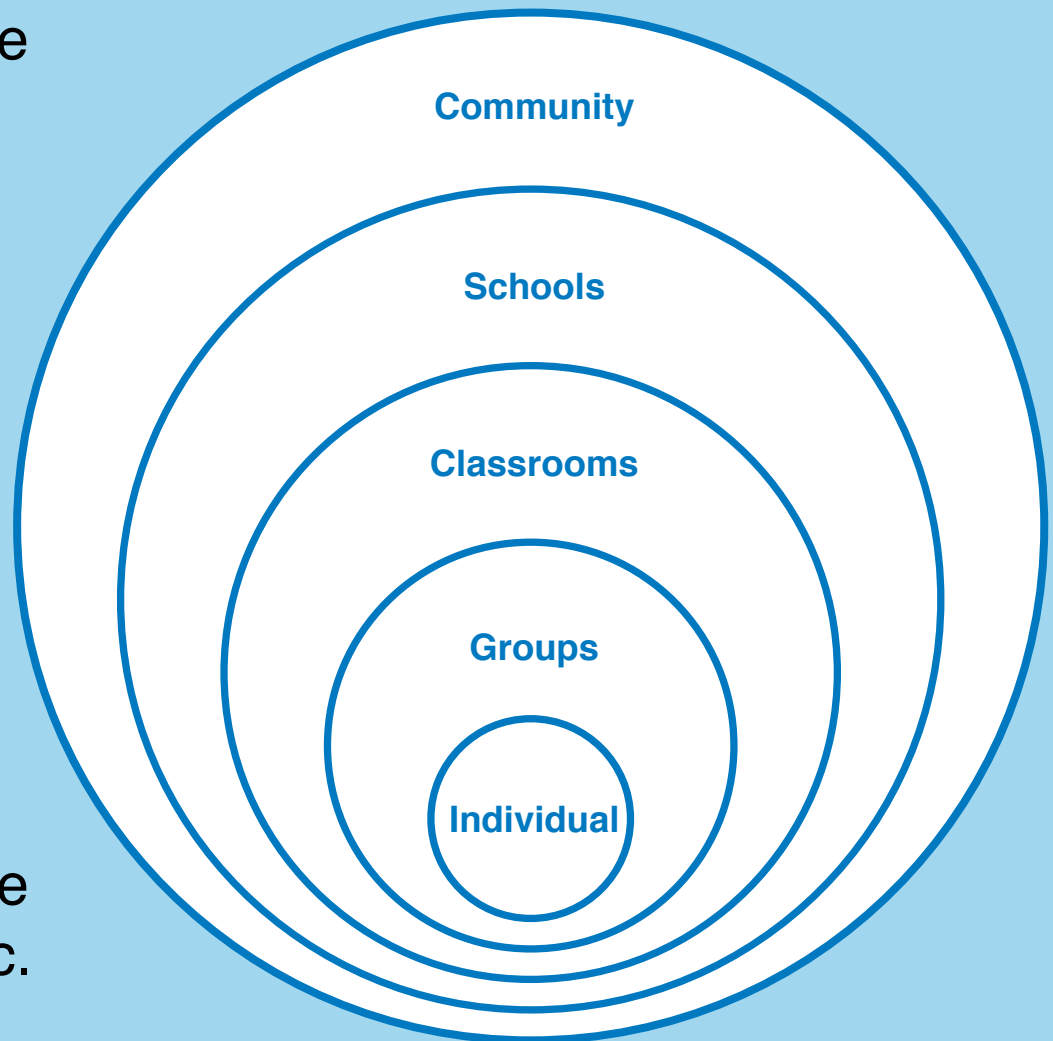 e
Community
Schools
Classrooms
Groups
Individual
e
c.